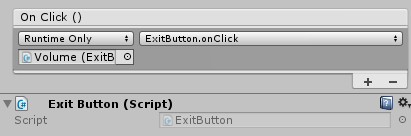 On Click ()
Runtime Only ExitButton.onClick
Volume (ExitB
+ −
Exit Button (Script)
Script ExitButton